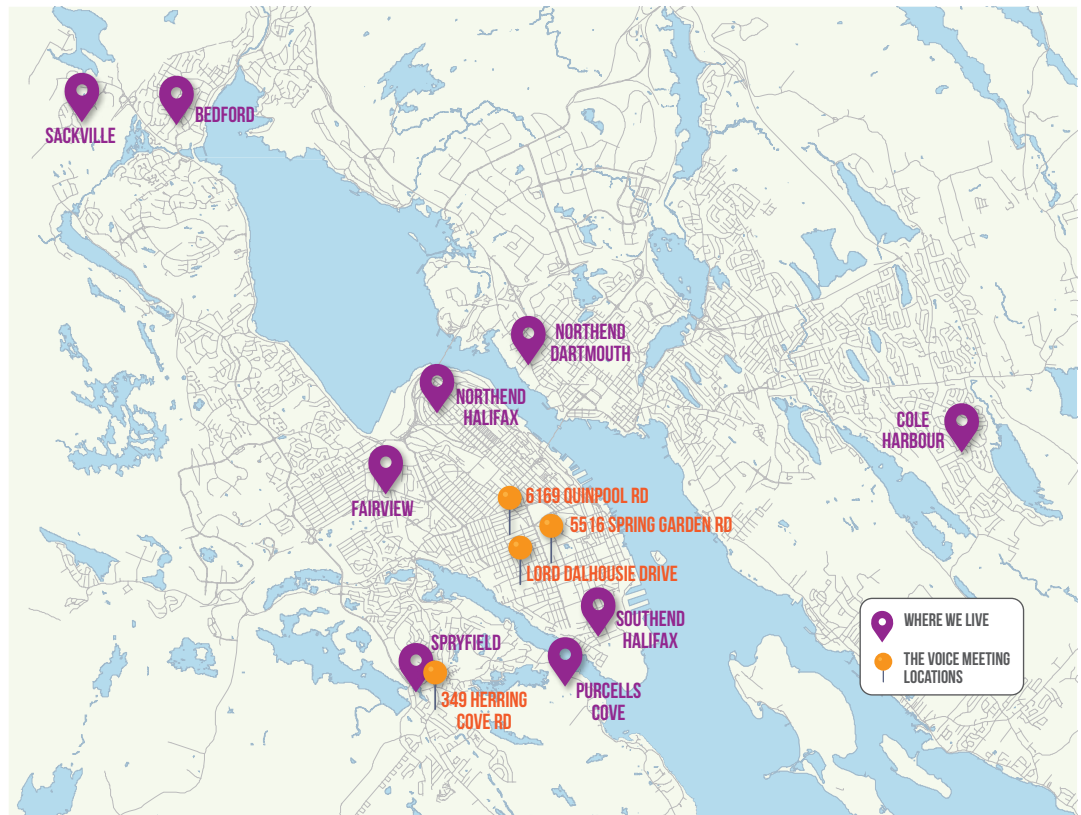 SACKVILLE
BEDFORD
NORTHEND
DARTMOUTH
NORTHEND
HALIFAX
COLE
HARBOUR
FAIRVIEW
6169 QUINPOOL RD
5516 SPRING GARDEN RD
LORD DALHOUSIE DRIVE
SOUTHEND
HALIFAX
SPRYFIELD
PURCELLS
COVE
349 HERRING
COVE RD
WHERE WE LIVE
THE VOICE MEETING
LOCATIONS